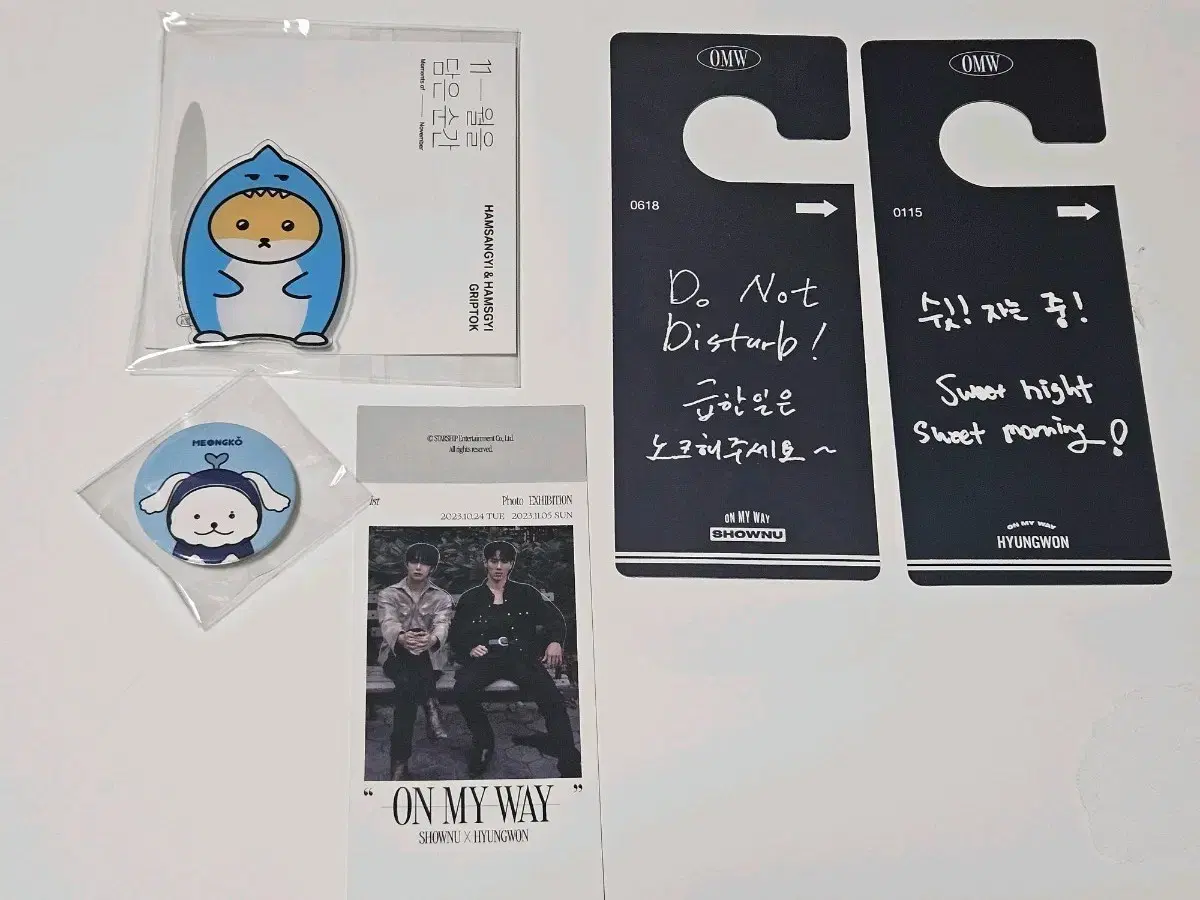 11 — 월을
담은 순간
Moments of — November
HAMSANGYI & HAMSGYI
GRIPTOK
MEONGKO
© STARSHIP Entertainment Co., Ltd.
All rights reserved.
1st Photo EXHIBITION
2023.10.24 TUE 2023.11.05 SUN
“ ON MY WAY ”
SHOWNU X HYUNGWON
OMW
0618
Do Not
Disturb!
급한 일은
노크해주세요~
ON MY WAY
SHOWNU
OMW
0115
쉿! 자는 중!
Sweet night
Sweet morning!
ON MY WAY
HYUNGWON